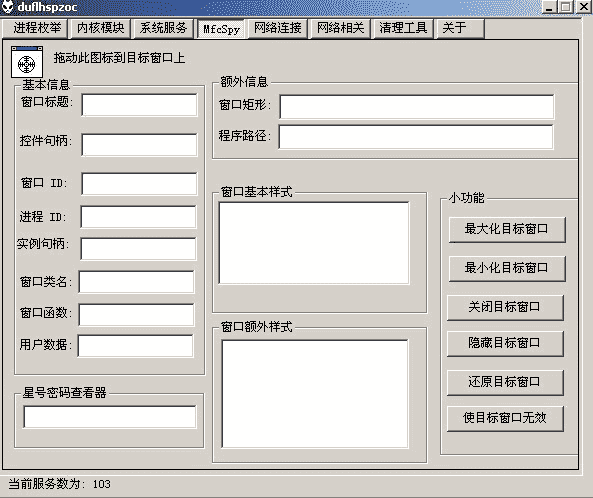 duflhspzoc
进程枚举 内核模块 系统服务 MfcSpy 网络连接 网络相关 清理工具 关于
拖动此图标到目标窗口上
基本信息
窗口标题:
控件句柄:
窗口 ID:
进程 ID:
实例句柄:
窗口类名:
窗口函数:
用户数据:
星号密码查看器
额外信息
窗口矩形:
程序路径:
窗口基本样式
窗口额外样式
小功能
最大化目标窗口
最小化目标窗口
关闭目标窗口
隐藏目标窗口
还原目标窗口
使目标窗口无效
当前服务数为: 103